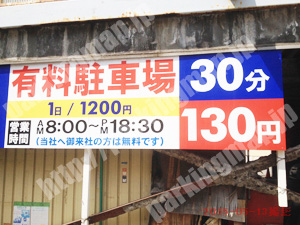 有料駐車場
30分
1日/1200円
130円
営業時間 AM8:00〜PM18:30
(当社へ御来社の方は無料です)